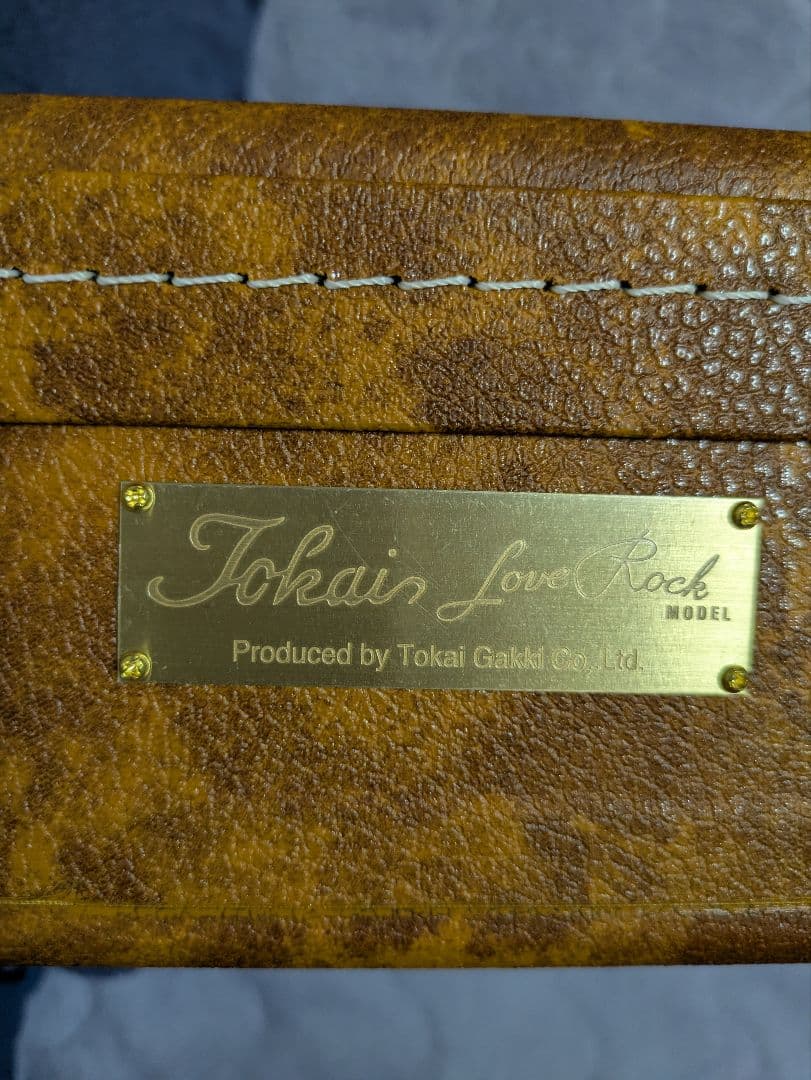 Tokai Love Rock
MODEL
Produced by Tokai Gakki Co., Ltd.